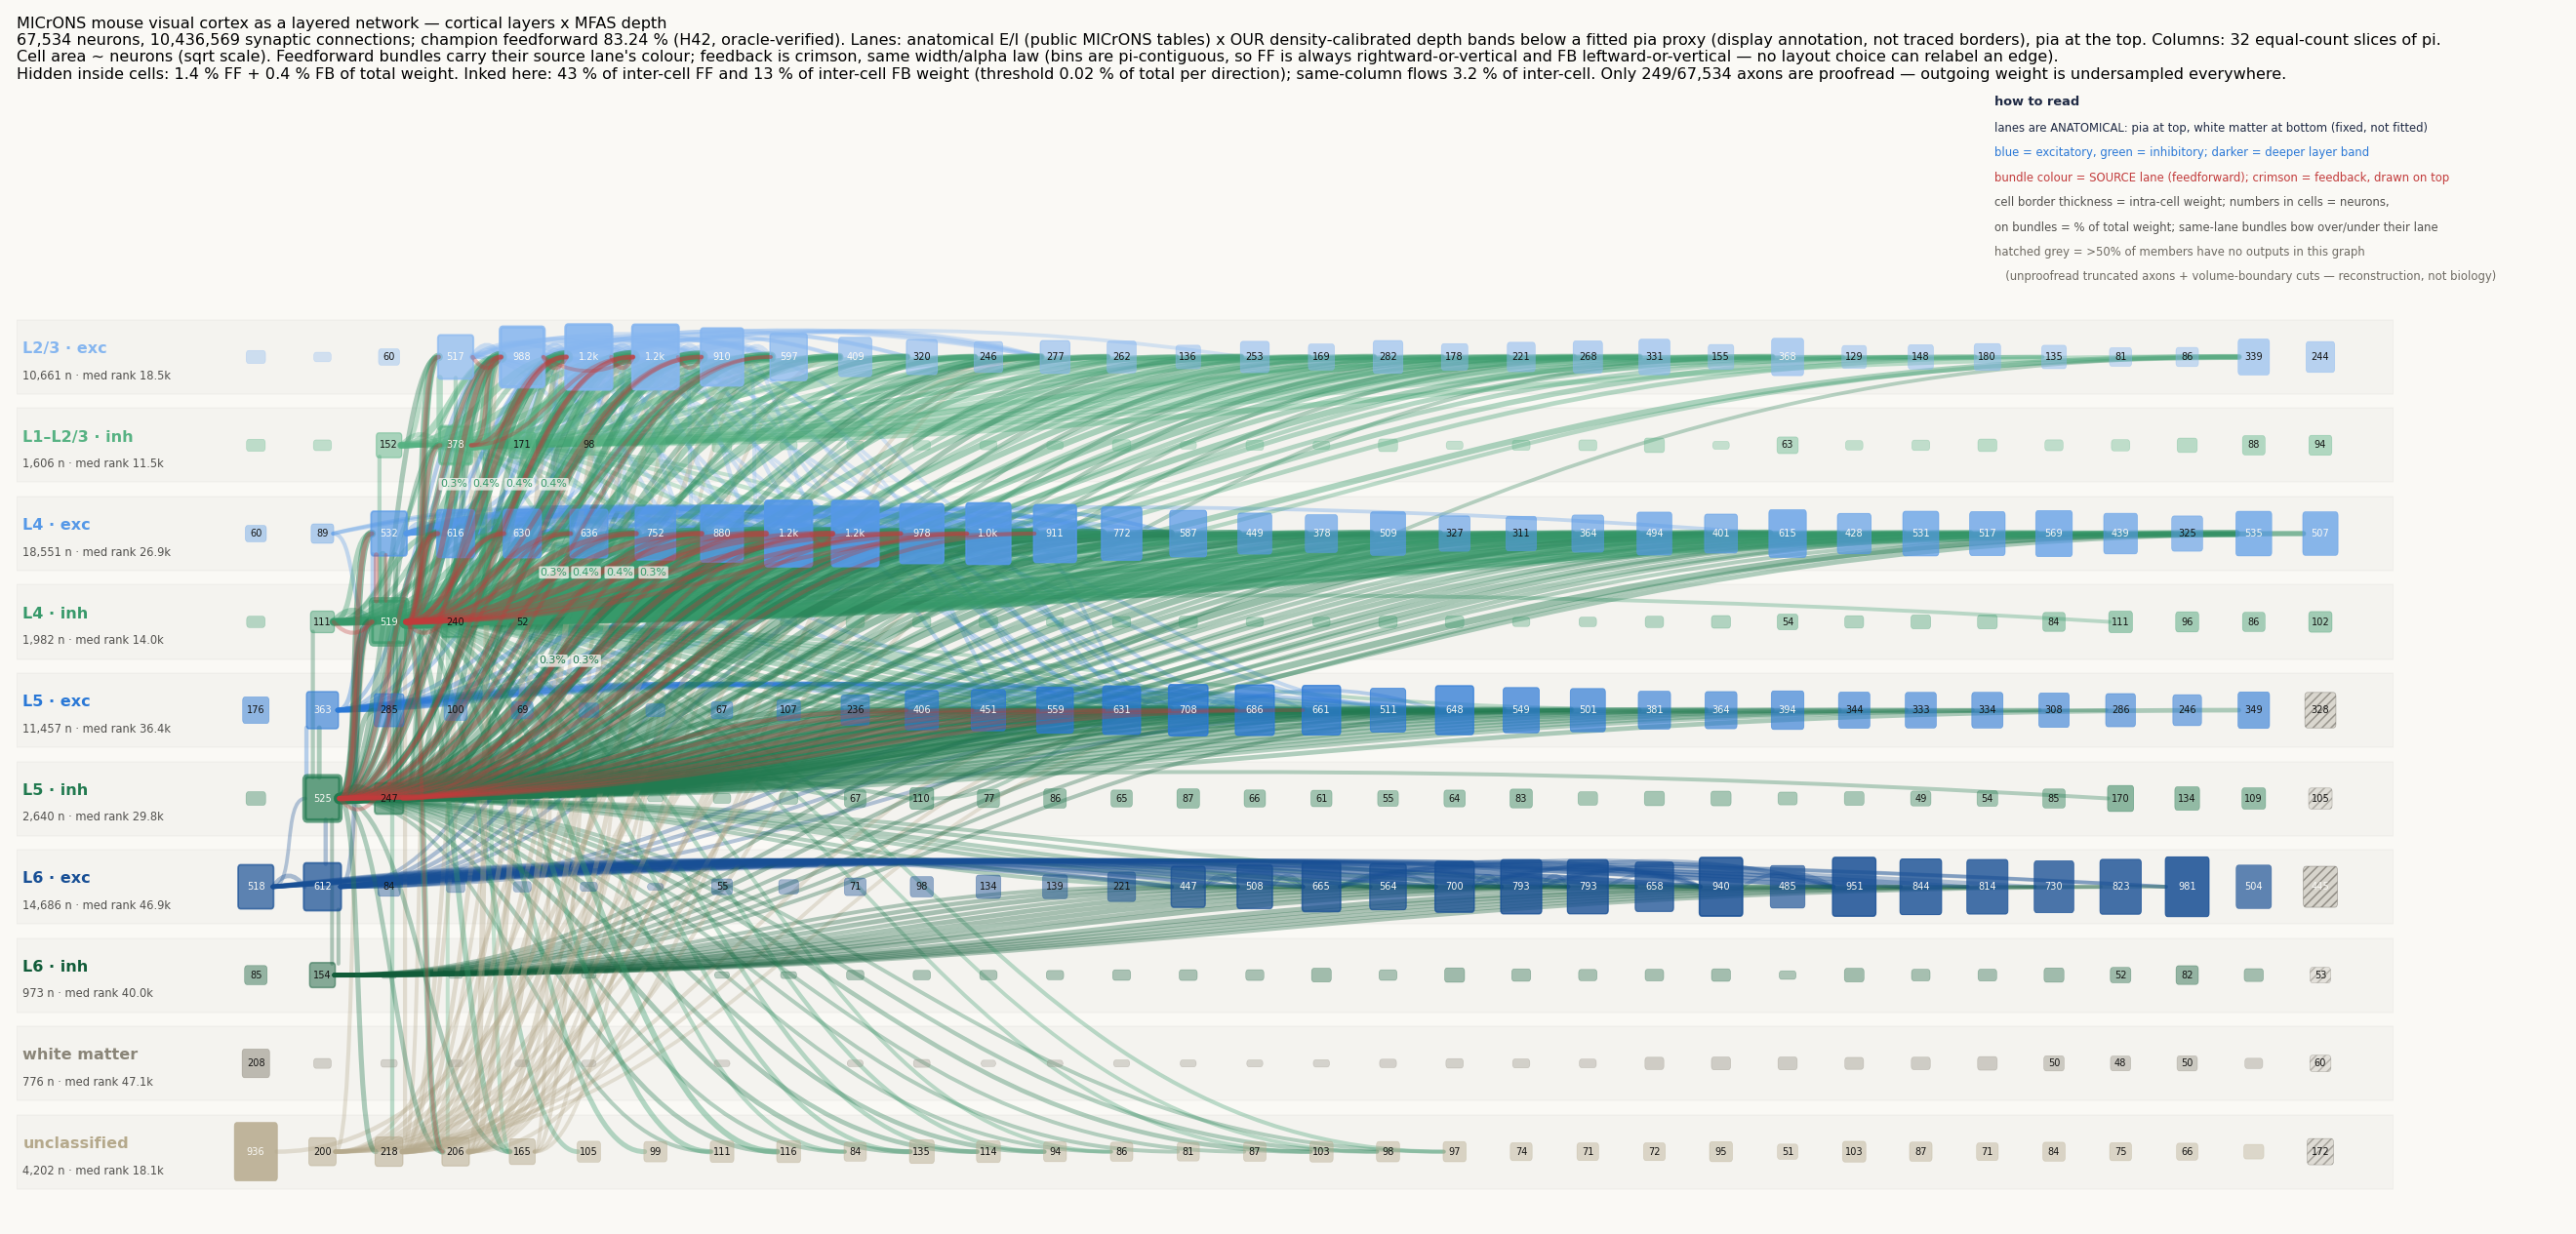 MICrONS mouse visual cortex as a layered network — cortical layers x MFAS depth
67,534 neurons, 10,436,569 synaptic connections; champion feedforward 83.24 % (H42, oracle-verified). Lanes: anatomical E/I (public MICrONS tables) x OUR density-calibrated depth bands below a fitted pia proxy (display annotation, not traced borders), pia at the top. Columns: 32 equal-count slices of pi.
Cell area ~ neurons (sqrt scale). Feedforward bundles carry their source lane's colour; feedback is crimson, same width/alpha law (bins are pi-contiguous, so FF is always rightward-or-vertical and FB leftward-or-vertical — no layout choice can relabel an edge).
Hidden inside cells: 1.4 % FF + 0.4 % FB of total weight. Inked here: 43 % of inter-cell FF and 13 % of inter-cell FB weight (threshold 0.02 % of total per direction); same-column flows 3.2 % of inter-cell. Only 249/67,534 axons are proofread — outgoing weight is undersampled everywhere.
how to read
lanes are ANATOMICAL: pia at top, white matter at bottom (fixed, not fitted)
blue = excitatory, green = inhibitory; darker = deeper layer band
bundle colour = SOURCE lane (feedforward); crimson = feedback, drawn on top
cell border thickness = intra-cell weight; numbers in cells = neurons,
on bundles = % of total weight; same-lane bundles bow over/under their lane
hatched grey = >50% of members have no outputs in this graph
(unproofread truncated axons + volume-boundary cuts — reconstruction, not biology)
L2/3 · exc
60 517 988 1.2k 1.2k 910 597 409 320 246 277 262 136 253 169 282 178 221 268 331 155 368 129 148 180 135 81 86 339 244
10,661 n · med rank 18.5k
L1–L2/3 · inh
152 378 171 98 63 88 94
1,606 n · med rank 11.5k
0.3% 0.4% 0.4% 0.4%
L4 · exc
60 89 532 616 630 636 752 880 1.2k 1.2k 978 1.0k 911 772 587 449 378 509 327 311 364 494 401 615 428 531 517 569 439 325 535 507
18,551 n · med rank 26.9k
0.3% 0.4% 0.4% 0.3%
L4 · inh
111 519 240 52 54 84 111 96 86 102
1,982 n · med rank 14.0k
0.3% 0.3%
L5 · exc
176 363 285 100 69 67 107 236 406 451 559 631 708 686 661 511 648 549 501 381 364 394 344 333 334 308 286 246 349 328
11,457 n · med rank 36.4k
L5 · inh
525 247 67 110 77 86 65 87 66 61 55 64 83 49 54 85 170 134 109 105
2,640 n · med rank 29.8k
L6 · exc
518 612 84 55 71 98 134 139 221 447 508 665 564 700 793 793 658 940 485 951 844 814 730 823 981 504
14,686 n · med rank 46.9k
L6 · inh
85 154 52 82 53
973 n · med rank 40.0k
white matter
208 50 48 50 60
776 n · med rank 47.1k
unclassified
936 200 218 206 165 105 99 111 116 84 135 114 94 86 81 87 103 98 97 74 71 72 95 51 103 87 71 84 75 66 172
4,202 n · med rank 18.1k